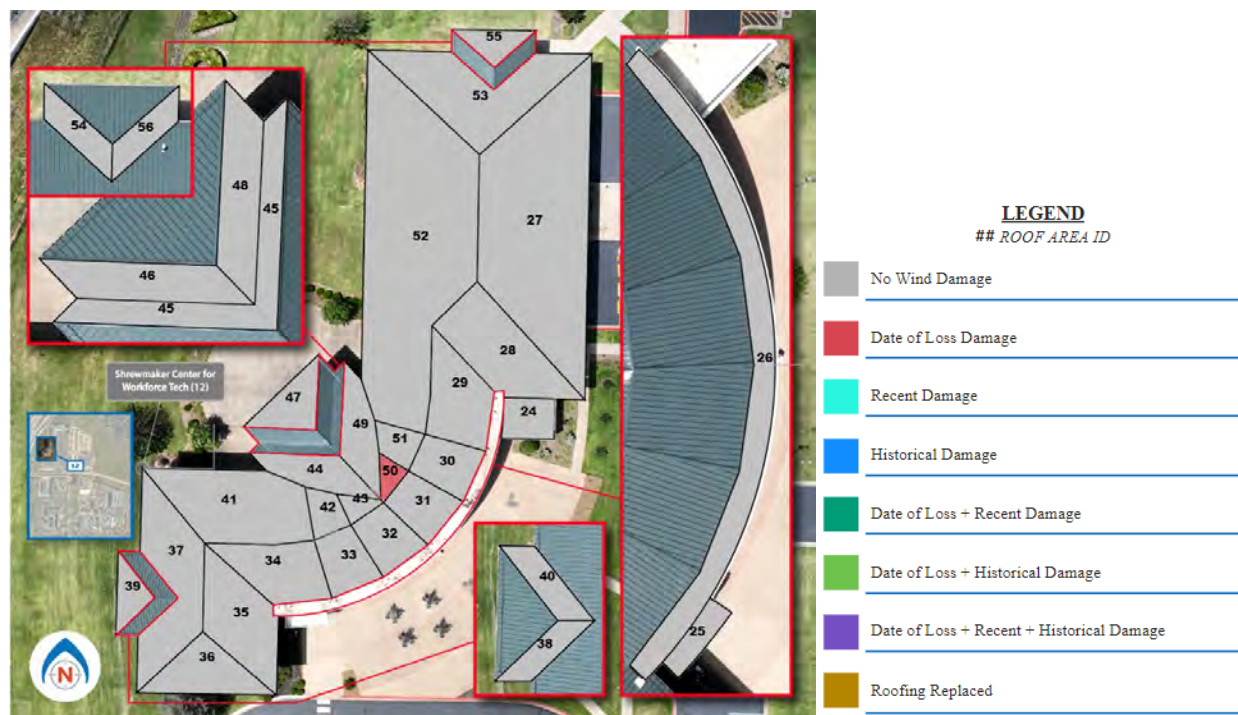 55
53
54
56
48
45
27
52
46
45
26
28
Shrewmaker Center for
Workforce Tech (12)
29
47
24
49
51
30
44
50
41
31
42
43
32
37
34
33
40
39
35
25
38
36
N
12
LEGEND
## ROOF AREA ID
No Wind Damage
Date of Loss Damage
Recent Damage
Historical Damage
Date of Loss + Recent Damage
Date of Loss + Historical Damage
Date of Loss + Recent + Historical Damage
Roofing Replaced